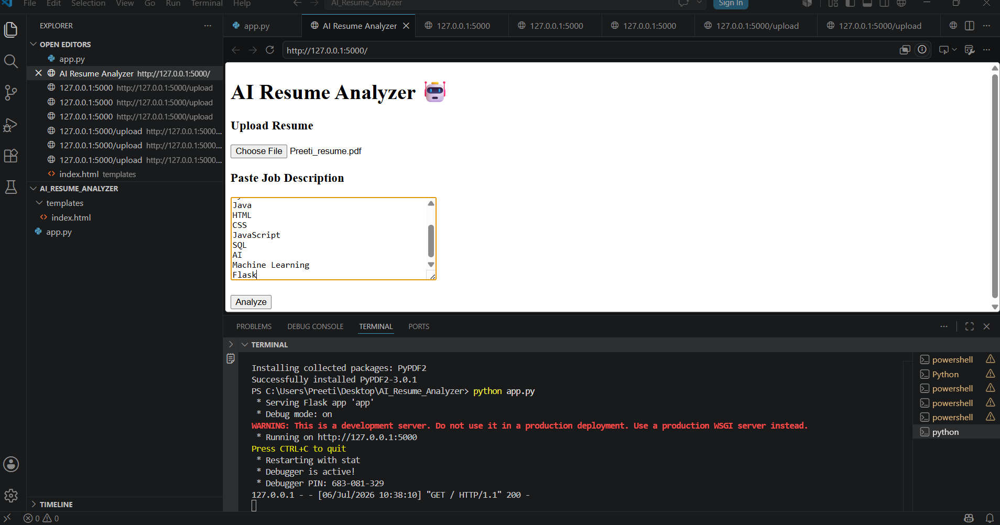 File Edit Selection View Go Run Terminal Help
AI_Resume_Analyzer
Sign In
EXPLORER
OPEN EDITORS
app.py
AI Resume Analyzer http://127.0.0.1:5000/
127.0.0.1:5000 http://127.0.0.1:5000/upload
127.0.0.1:5000 http://127.0.0.1:5000/upload
127.0.0.1:5000 http://127.0.0.1:5000/upload
127.0.0.1:5000/upload http://127.0.0.1:5000...
127.0.0.1:5000/upload http://127.0.0.1:5000...
127.0.0.1:5000/upload http://127.0.0.1:5000...
index.html templates
AI_RESUME_ANALYZER
templates
index.html
app.py
TIMELINE
app.py AI Resume Analyzer 127.0.0.1:5000 127.0.0.1:5000 127.0.0.1:5000 127.0.0.1:5000/upload 127.0.0.1:5000/upload
http://127.0.0.1:5000/
AI Resume Analyzer
Upload Resume
Choose File Preeti_resume.pdf
Paste Job Description
Java
HTML
CSS
JavaScript
SQL
AI
Machine Learning
Flask
Analyze
PROBLEMS DEBUG CONSOLE TERMINAL PORTS
TERMINAL
Installing collected packages: PyPDF2
Successfully installed PyPDF2-3.0.1
PS C:\Users\Preeti\Desktop\AI_Resume_Analyzer> python app.py
* Serving Flask app 'app'
* Debug mode: on
WARNING: This is a development server. Do not use it in a production deployment. Use a production WSGI server instead.
* Running on http://127.0.0.1:5000
Press CTRL+C to quit
* Restarting with stat
* Debugger is active!
* Debugger PIN: 683-081-329
127.0.0.1 - - [06/Jul/2026 10:38:10] "GET / HTTP/1.1" 200 -
powershell
Python
powershell
powershell
powershell
python
0 0